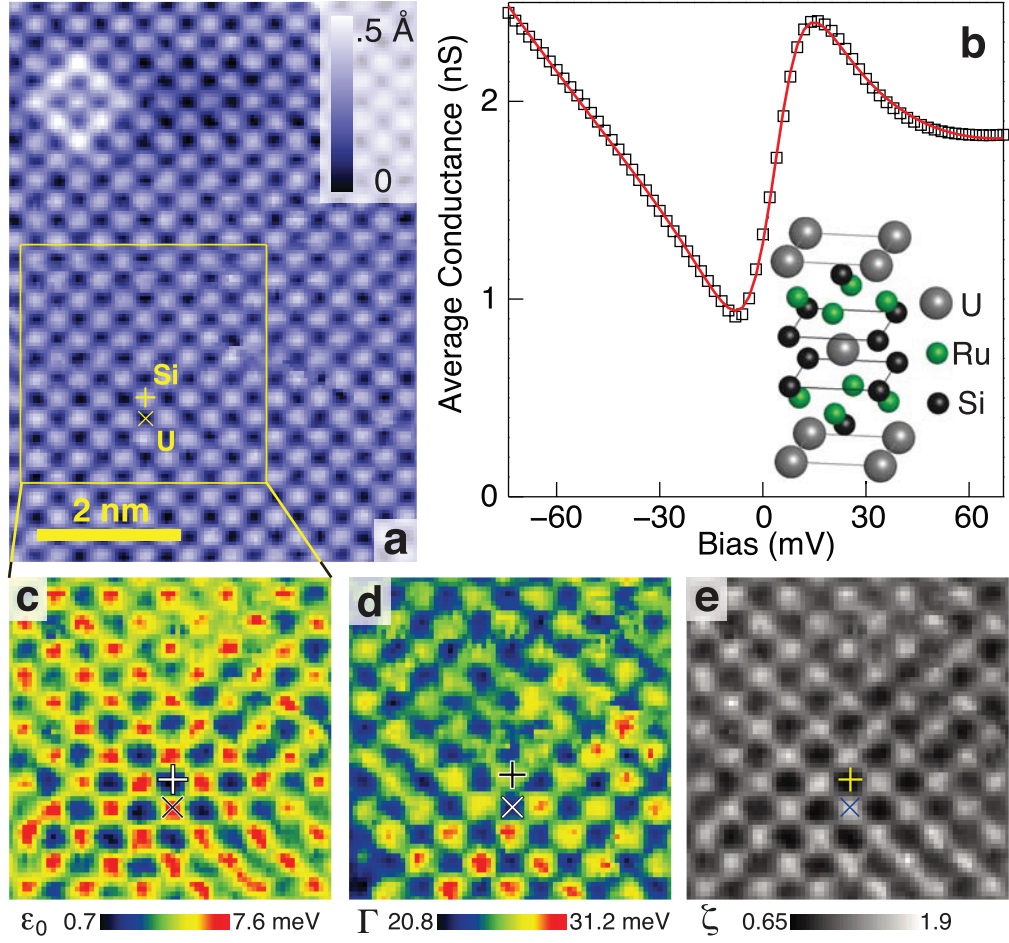 .5 Å
0
Si
U
2 nm
a
b
Average Conductance (nS)
2
1
0
−60
−30
0
30
60
Bias (mV)
U
Ru
Si
c
d
e
ε₀ 0.7 7.6 meV
Γ 20.8 31.2 meV
ζ 0.65 1.9